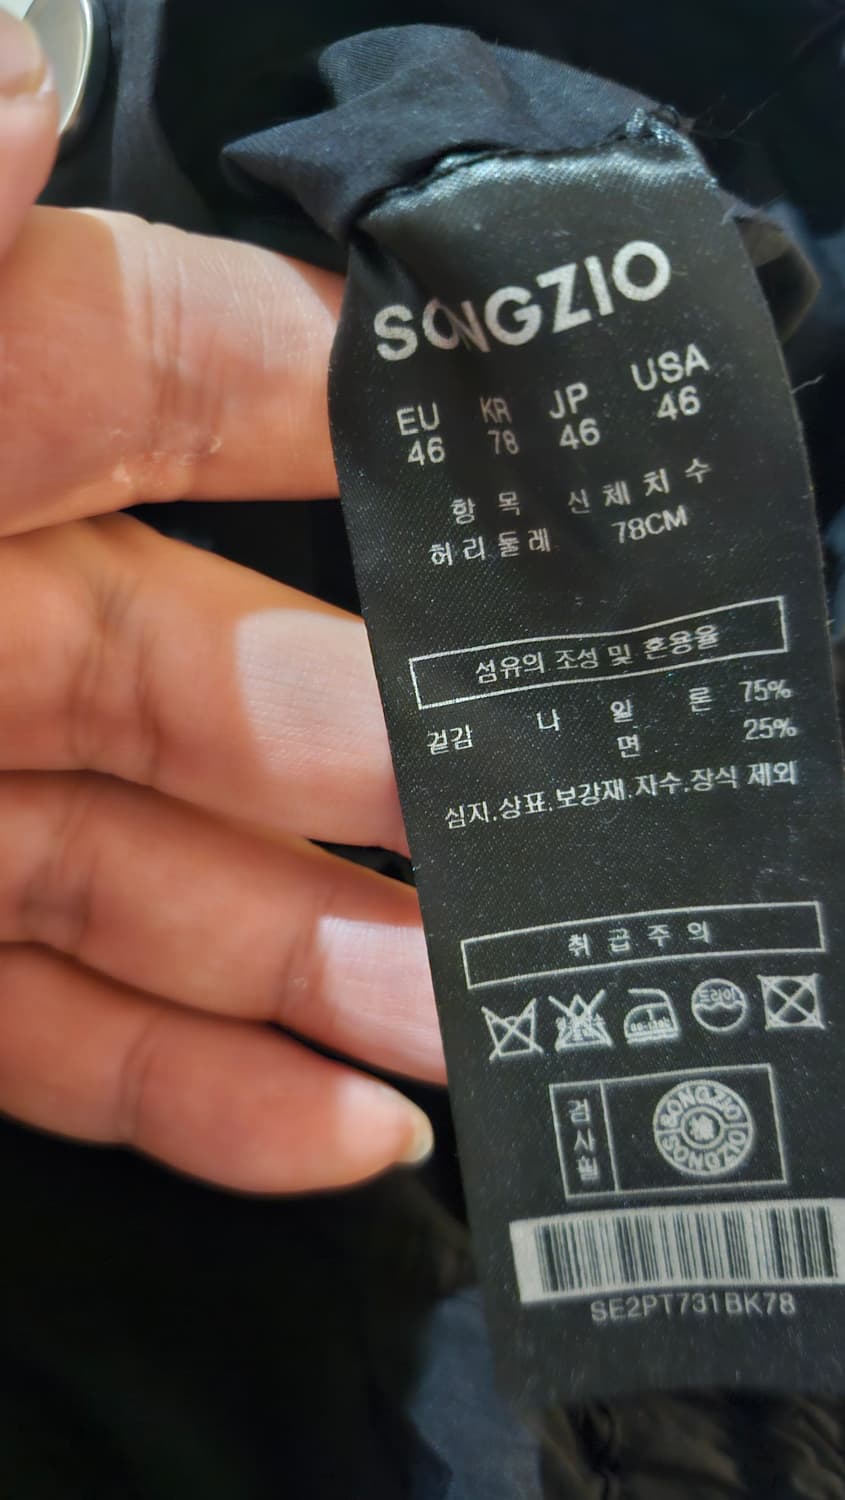 SONGZIO
EU KR JP USA
46 78 46 46
항목 신체치수
허리둘레 78CM
섬유의 조성 및 혼용율
겉감 나일론 75%
면 25%
심지.상표.보강재.자수.장식 제외
취급주의
드라이
검사필
SONGZIO
SONGZIO
SE2PT731BK78